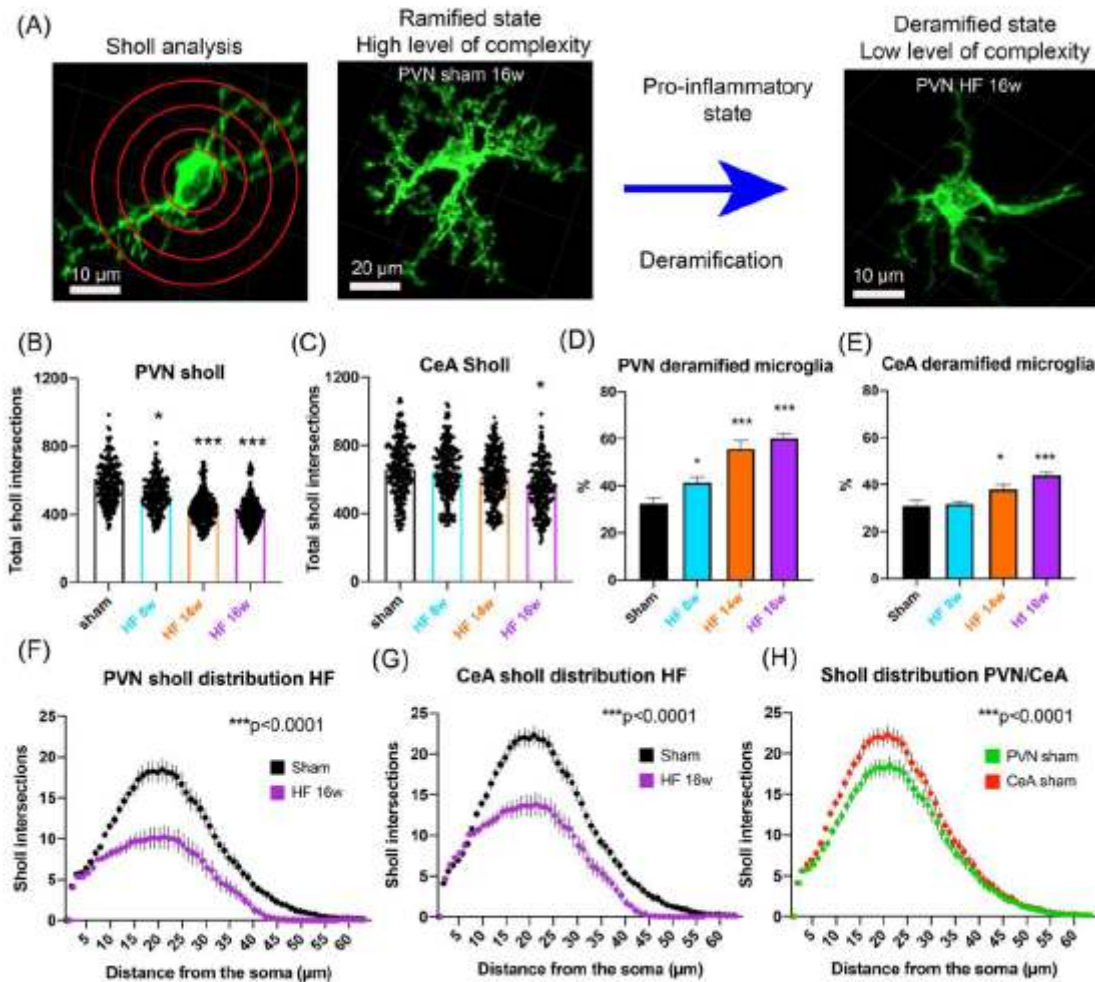 (A)
Sholl analysis
10 µm
Ramified state
High level of complexity
PVN sham 16w
20 µm
Pro-inflammatory
state
Deramification
Deramified state
Low level of complexity
PVN HF 16w
10 µm
(B)
PVN sholl
Total sholl intersections
1200
800
400
0
*
***
***
sham
HF 8w
HF 14w
HF 16w
(C)
CeA Sholl
Total sholl intersections
1200
800
400
0
*
sham
HF 8w
HF 14w
HF 16w
(D)
PVN deramified microglia
%
80
60
40
20
0
*
***
***
Sham
HF 8w
HF 14w
HF 16w
(E)
CeA deramified microglia
%
80
60
40
20
0
*
***
Sham
HF 8w
HF 14w
Hf 16w
(F)
PVN sholl distribution HF
***p<0.0001
Sham
HF 16w
Sholl intersections
25
20
15
10
5
0
5 10 15 20 25 30 35 40 45 50 55 60
Distance from the soma (µm)
(G)
CeA sholl distribution HF
***p<0.0001
Sham
HF 16w
Sholl intersections
25
20
15
10
5
0
5 10 15 20 25 30 35 40 45 50 55 60
Distance from the soma (µm)
(H)
Sholl distribution PVN/CeA
***p<0.0001
PVN sham
CeA sham
Sholl intersections
25
20
15
10
5
0
5 10 15 20 25 30 35 40 45 50 55 60
Distance from the soma (µm)